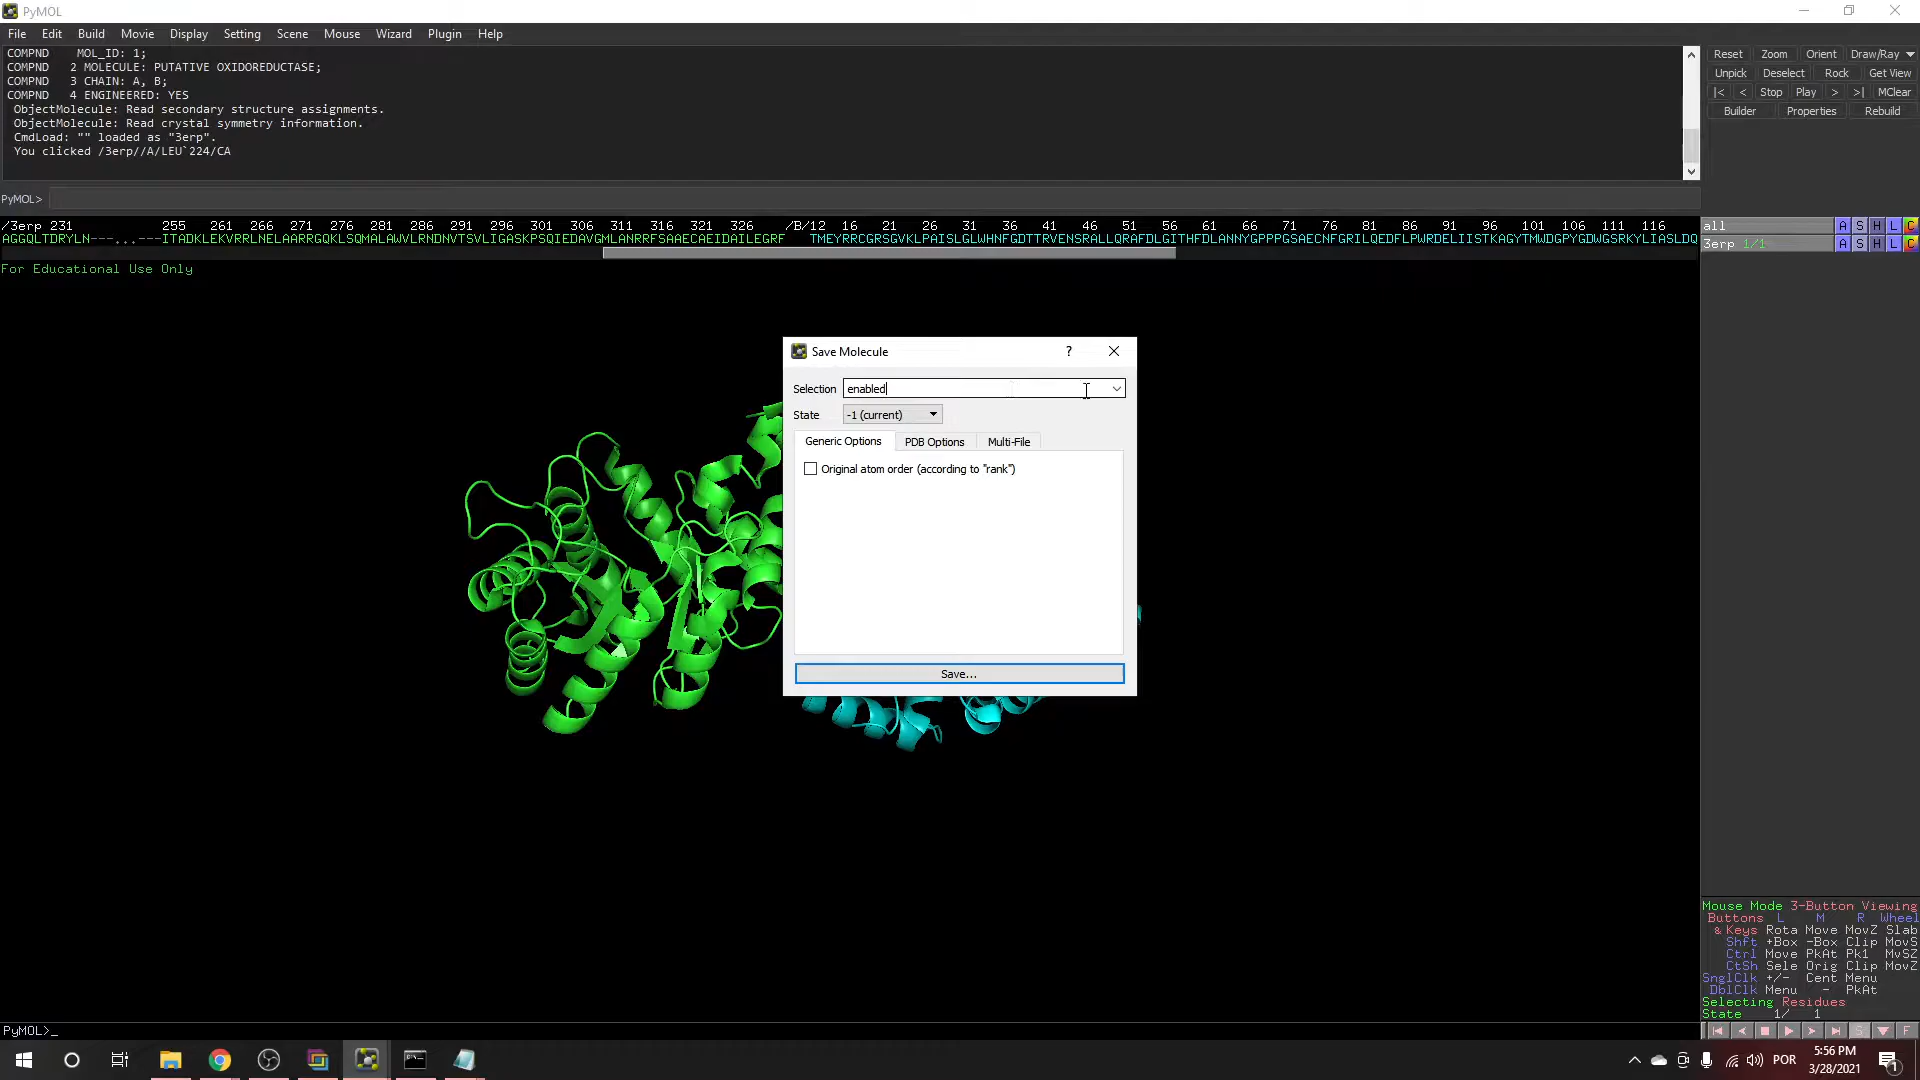 PyMOL
File Edit Build Movie Display Setting Scene Mouse Wizard Plugin Help
COMPND MOL_ID: 1;
COMPND 2 MOLECULE: PUTATIVE OXIDOREDUCTASE;
COMPND 3 CHAIN: A, B;
COMPND 4 ENGINEERED: YES
ObjectMolecule: Read secondary structure assignments.
ObjectMolecule: Read crystal symmetry information.
CmdLoad: "" loaded as "3erp".
You clicked /3erp//A/LEU`224/CA
Reset Zoom Orient Draw/Ray
Unpick Deselect Rock Get View
|< < Stop Play > >| MClear
Builder Properties Rebuild
PyMOL>
/3erp 231 255 261 266 271 276 281 286 291 296 301 306 311 316 321 326 /B/12 16 21 26 31 36 41 46 51 56 61 66 71 76 81 86 91 96 101 106 111 116
AGGQLTDRYLN---...---ITADKLEKVRRLNELAARRGQKLSQMALAWVLRNDNVTSVLIGASKPSQIEDAVGMLANRRFSAAECAEIDAILEGRF TMEYRRCGRSGVKLPAISLGLWHNFGDTTRVENSRALLQRAFDLGITHFDLANNYGPPPGSAECNFGRILQEDFLPWRDELIISTKAGYTMWDGPYGDWGSRKYLIASLDQ
all A S H L C
3erp 1/1 A S H L C
For Educational Use Only
Save Molecule ?
Selection enabled
State -1 (current)
Generic Options PDB Options Multi-File
Original atom order (according to "rank")
Save...
Mouse Mode 3-Button Viewing
Buttons L M R Wheel
& Keys Rota Move MovZ Slab
Shft +Box -Box Clip MovS
Ctrl Move PkAt Pk1 MvSZ
CtSh Sele Orig Clip MovZ
SnglClk +/- Cent Menu
DblClk Menu - PkAt
Selecting Residues
State 1/ 1
PyMOL>_
S F
5:56 PM
POR
3/28/2021
1